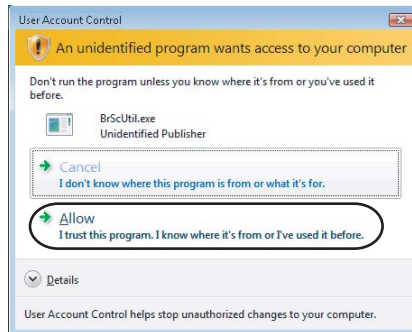 User Account Control
An unidentified program wants access to your computer
Don't run the program unless you know where it's from or you've used it
before.
BrScUtil.exe
Unidentified Publisher
Cancel
I don't know where this program is from or what it's for.
Allow
I trust this program. I know where it's from or I've used it before.
Details
User Account Control helps stop unauthorized changes to your computer.